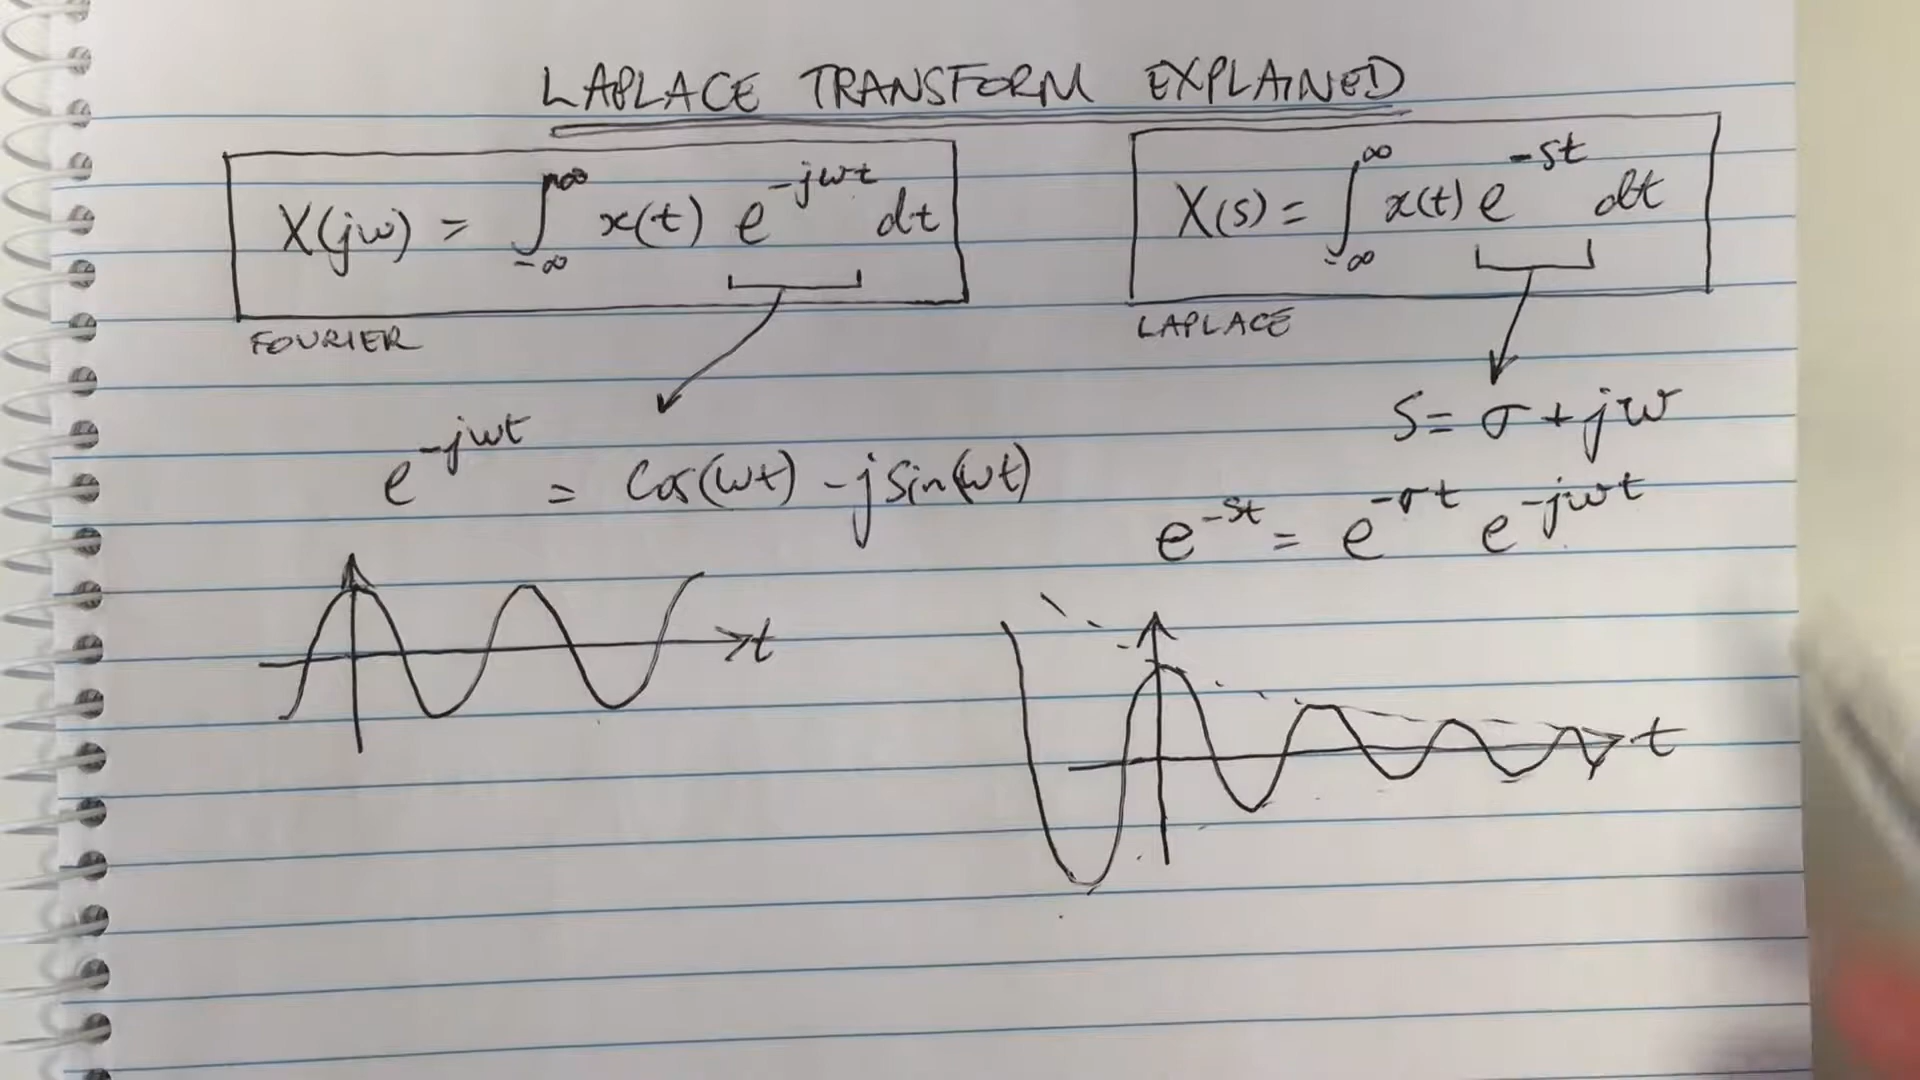 LAPLACE TRANSFORM EXPLAINED
X(jω) = ∫_{-∞}^{∞} x(t) e^{-jωt} dt
FOURIER
X(s) = ∫_{-∞}^{∞} x(t) e^{-st} dt
LAPLACE
e^{-jωt} = Cos(ωt) - j Sin(ωt)
t
S = σ + jω
e^{-st} = e^{-σt} e^{-jωt}
t